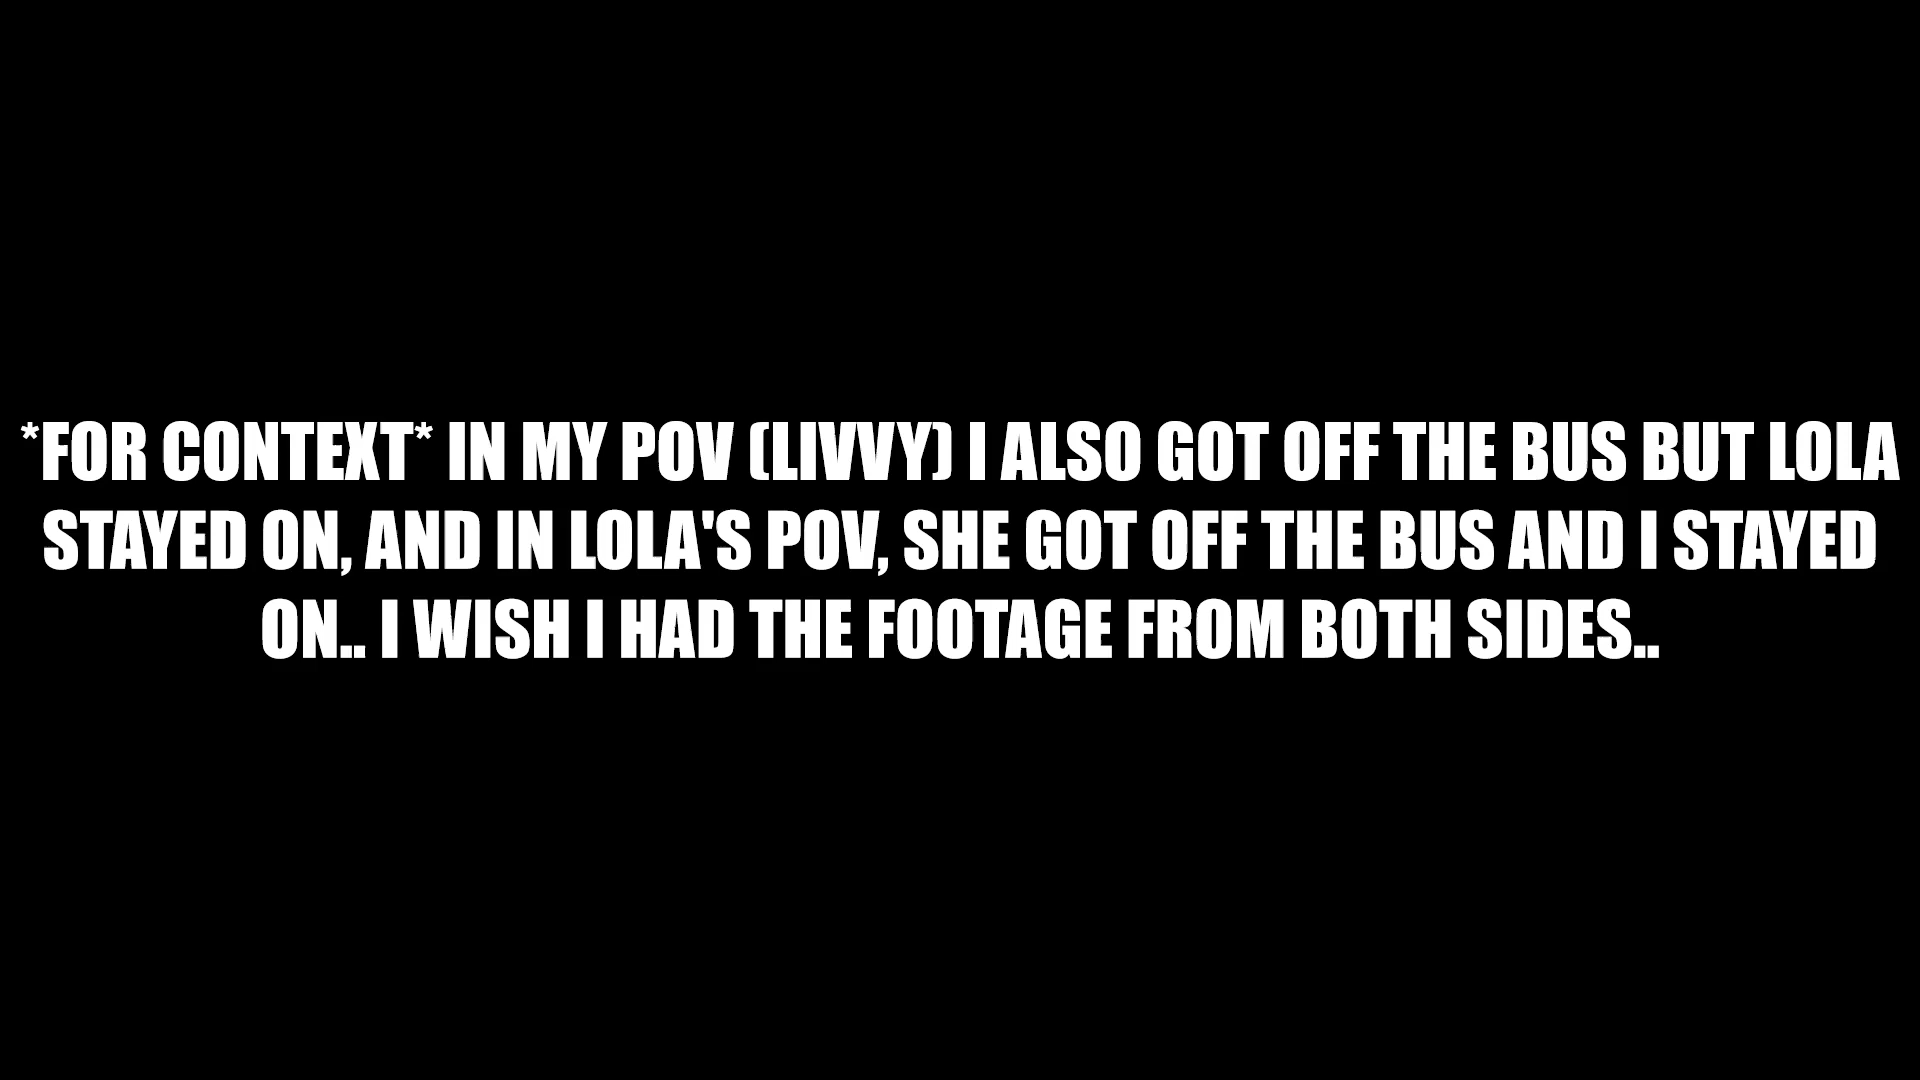 *FOR CONTEXT* IN MY POV (LIVVY) I ALSO GOT OFF THE BUS BUT LOLA
STAYED ON, AND IN LOLA'S POV, SHE GOT OFF THE BUS AND I STAYED
ON.. I WISH I HAD THE FOOTAGE FROM BOTH SIDES..